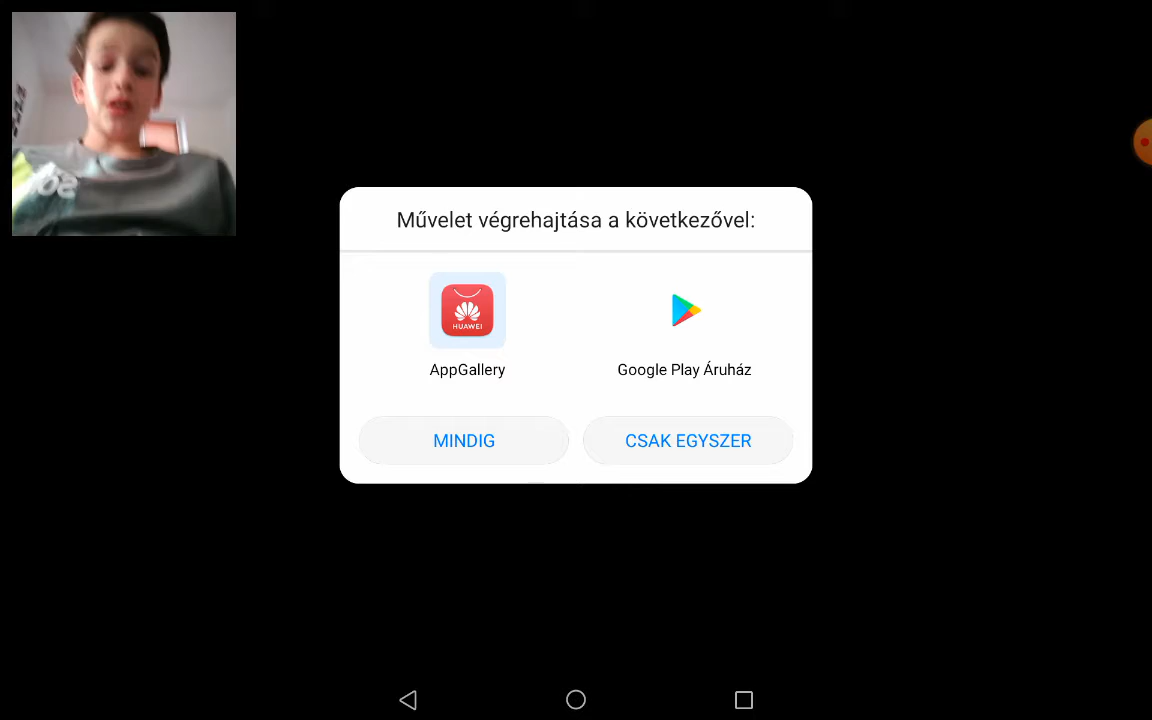 Művelet végrehajtása a következővel:
HUAWEI
AppGallery
Google Play Áruház
MINDIG
CSAK EGYSZER